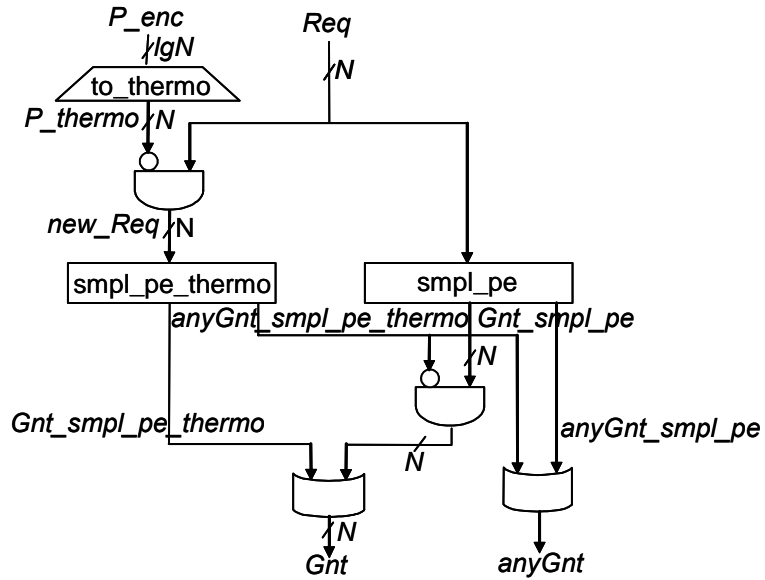 P_enc
Req
lgN
N
to_thermo
P_thermo
N
new_Req
N
smpl_pe_thermo
smpl_pe
anyGnt_smpl_pe_thermo
Gnt_smpl_pe
N
Gnt_smpl_pe_thermo
anyGnt_smpl_pe
N
N
Gnt
anyGnt